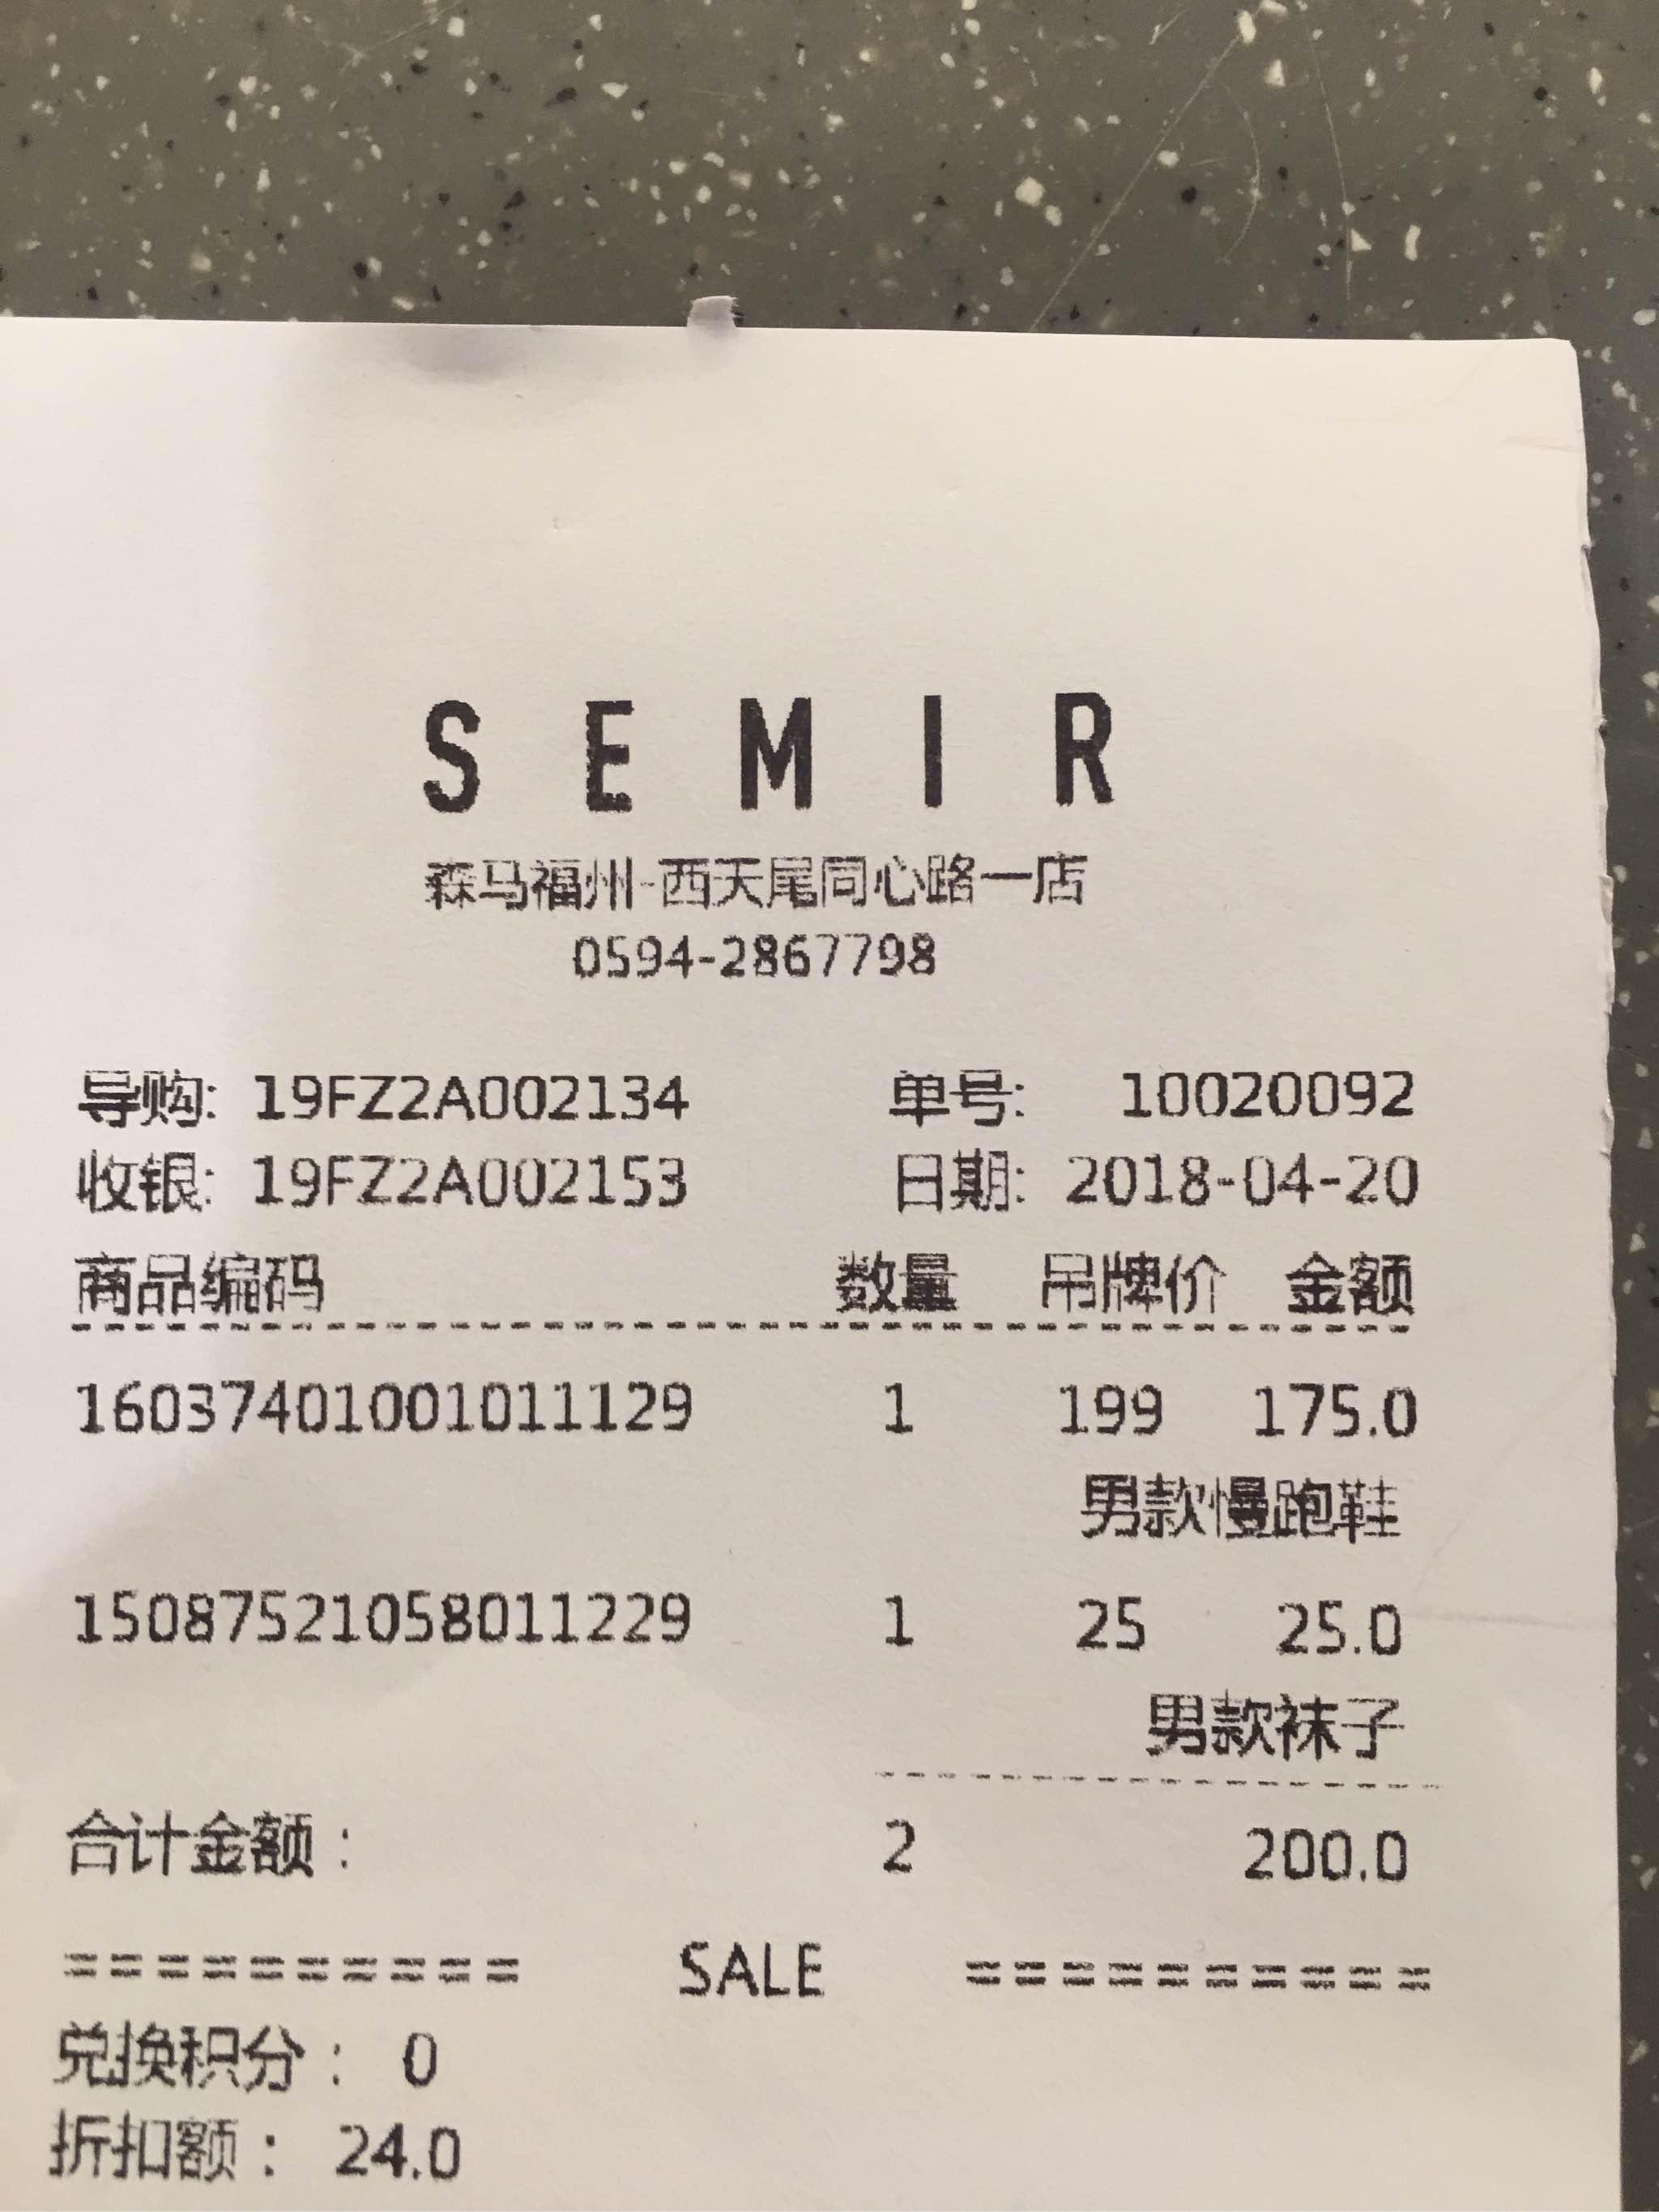 SEMIR
森马福州-西天尾同心路一店
0594-2867798
导购: 19FZ2A002134 单号: 10020092
收银: 19FZ2A002153 日期: 2018-04-20
商品编码 数量 吊牌价 金额
160374010010111​29 1 199 175.0
男款慢跑鞋
15087521058011229 1 25 25.0
男款袜子
合计金额： 2 200.0
========== SALE ==========
兑换积分： 0
折扣额： 24.0